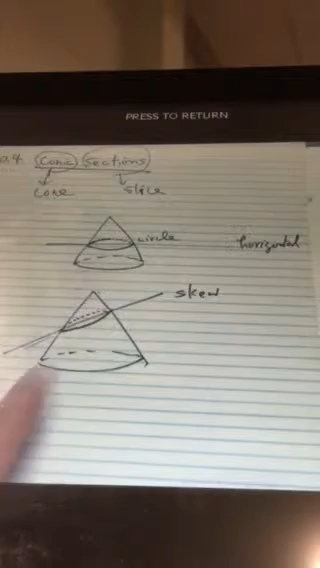 PRESS TO RETURN
Conic Sections
cone slice
circle horizontal
skew